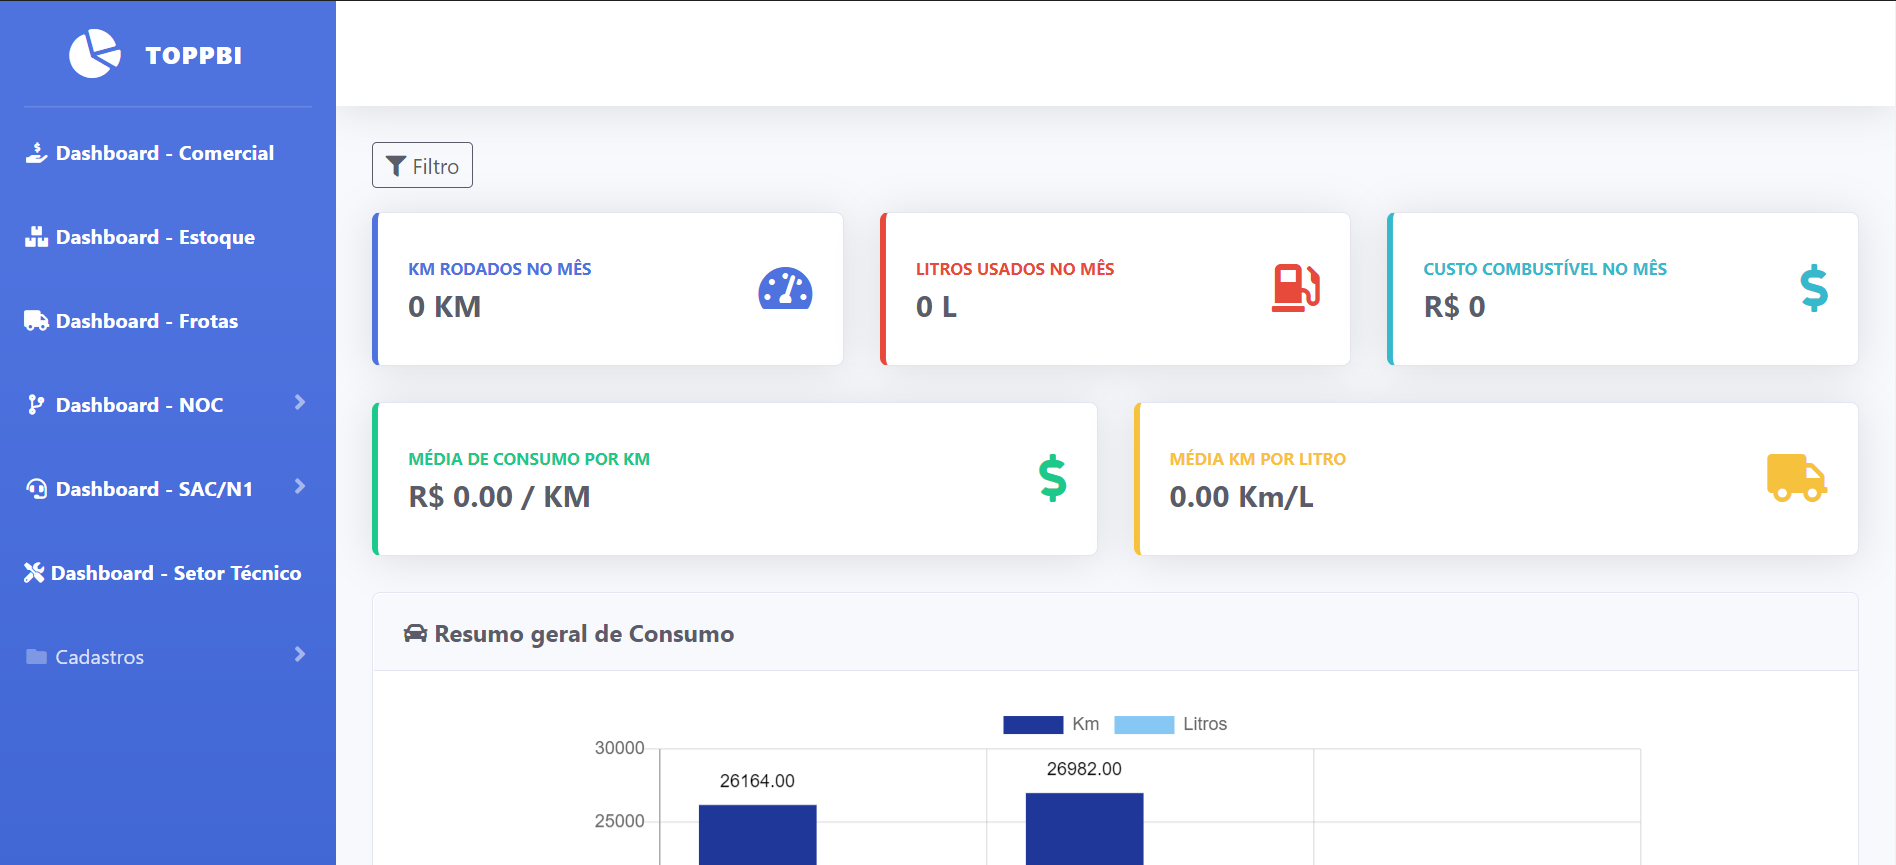 TOPPBI
Dashboard - Comercial
Dashboard - Estoque
Dashboard - Frotas
Dashboard - NOC
Dashboard - SAC/N1
Dashboard - Setor Técnico
Cadastros
Filtro
KM RODADOS NO MÊS
0 KM
LITROS USADOS NO MÊS
0 L
CUSTO COMBUSTÍVEL NO MÊS
R$ 0
MÉDIA DE CONSUMO POR KM
R$ 0.00 / KM
MÉDIA KM POR LITRO
0.00 Km/L
Resumo geral de Consumo
Km Litros
30000
26164.00
26982.00
25000